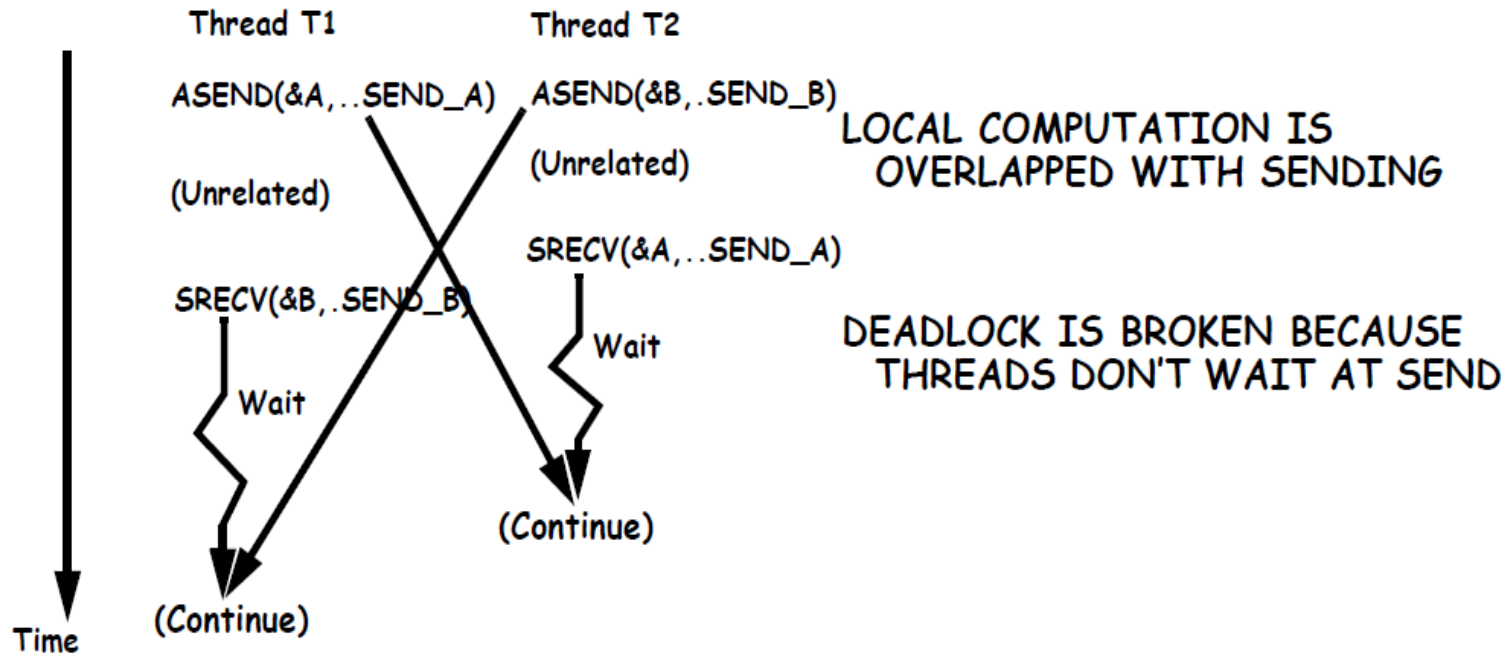 Thread T1
Thread T2
ASEND(&A,..SEND_A)
ASEND(&B,.SEND_B)
LOCAL COMPUTATION IS
OVERLAPPED WITH SENDING
(Unrelated)
(Unrelated)
SRECV(&A,..SEND_A)
SRECV(&B,.SEND_B)
DEADLOCK IS BROKEN BECAUSE
THREADS DON'T WAIT AT SEND
Wait
Wait
(Continue)
(Continue)
Time